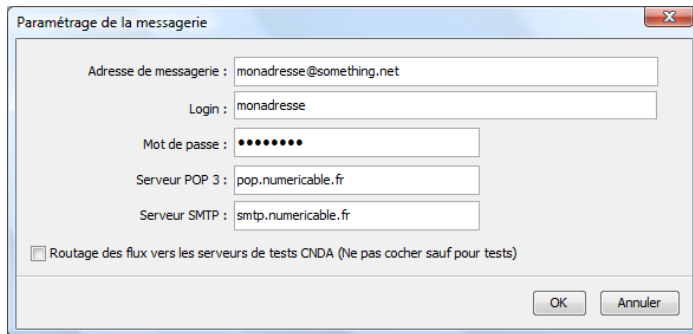 Paramétrage de la messagerie
Adresse de messagerie : monadresse@something.net
Login : monadresse
Mot de passe : ●●●●●●●●
Serveur POP 3 : pop.numericable.fr
Serveur SMTP : smtp.numericable.fr
Routage des flux vers les serveurs de tests CNDA (Ne pas cocher sauf pour tests)
OK Annuler